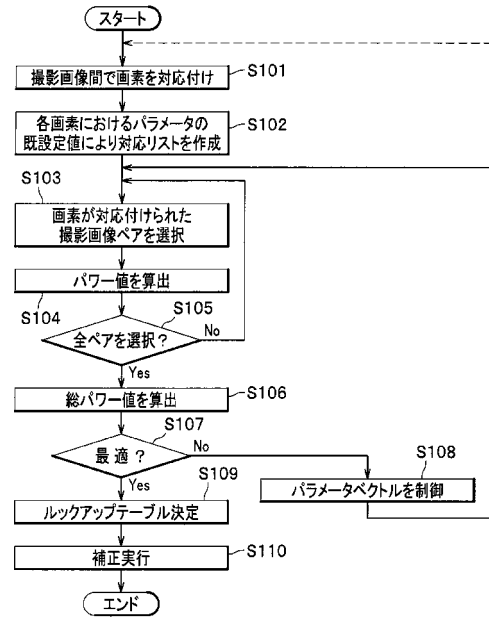 スタート
撮影画像間で画素を対応付け
S101
各画素におけるパラメータの
既設定値により対応リストを作成
S102
S103
画素が対応付けられた
撮影画像ペアを選択
パワー値を算出
S104
S105
全ペアを選択?
No
Yes
総パワー値を算出
S106
S107
最適?
No
Yes
S108
パラメータベクトルを制御
S109
ルックアップテーブル決定
補正実行
S110
エンド